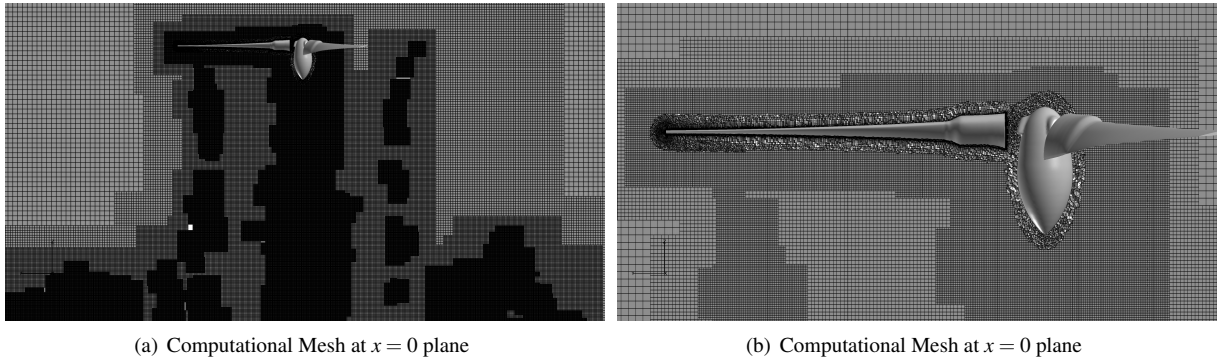 (a) Computational Mesh at x = 0 plane
(b) Computational Mesh at x = 0 plane